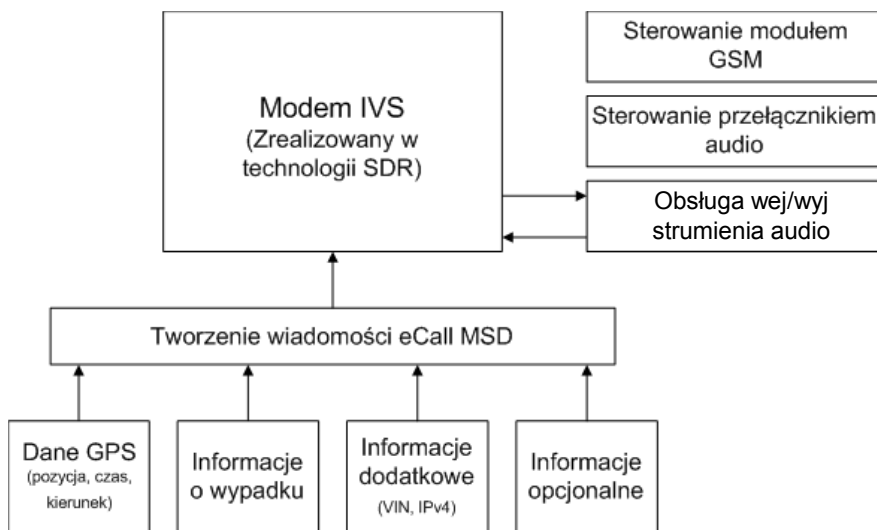 Modem IVS
(Zrealizowany w
technologii SDR)
Sterowanie modułem
GSM
Sterowanie przełącznikiem
audio
Obsługa wej/wyj
strumienia audio
Tworzenie wiadomości eCall MSD
Dane GPS
(pozycja, czas,
kierunek)
Informacje
o wypadku
Informacje
dodatkowe
(VIN, IPv4)
Informacje
opcjonalne